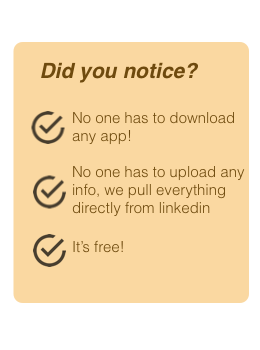 Did you notice?
No one has to download
any app!
No one has to upload any
info, we pull everything
directly from linkedin
It's free!